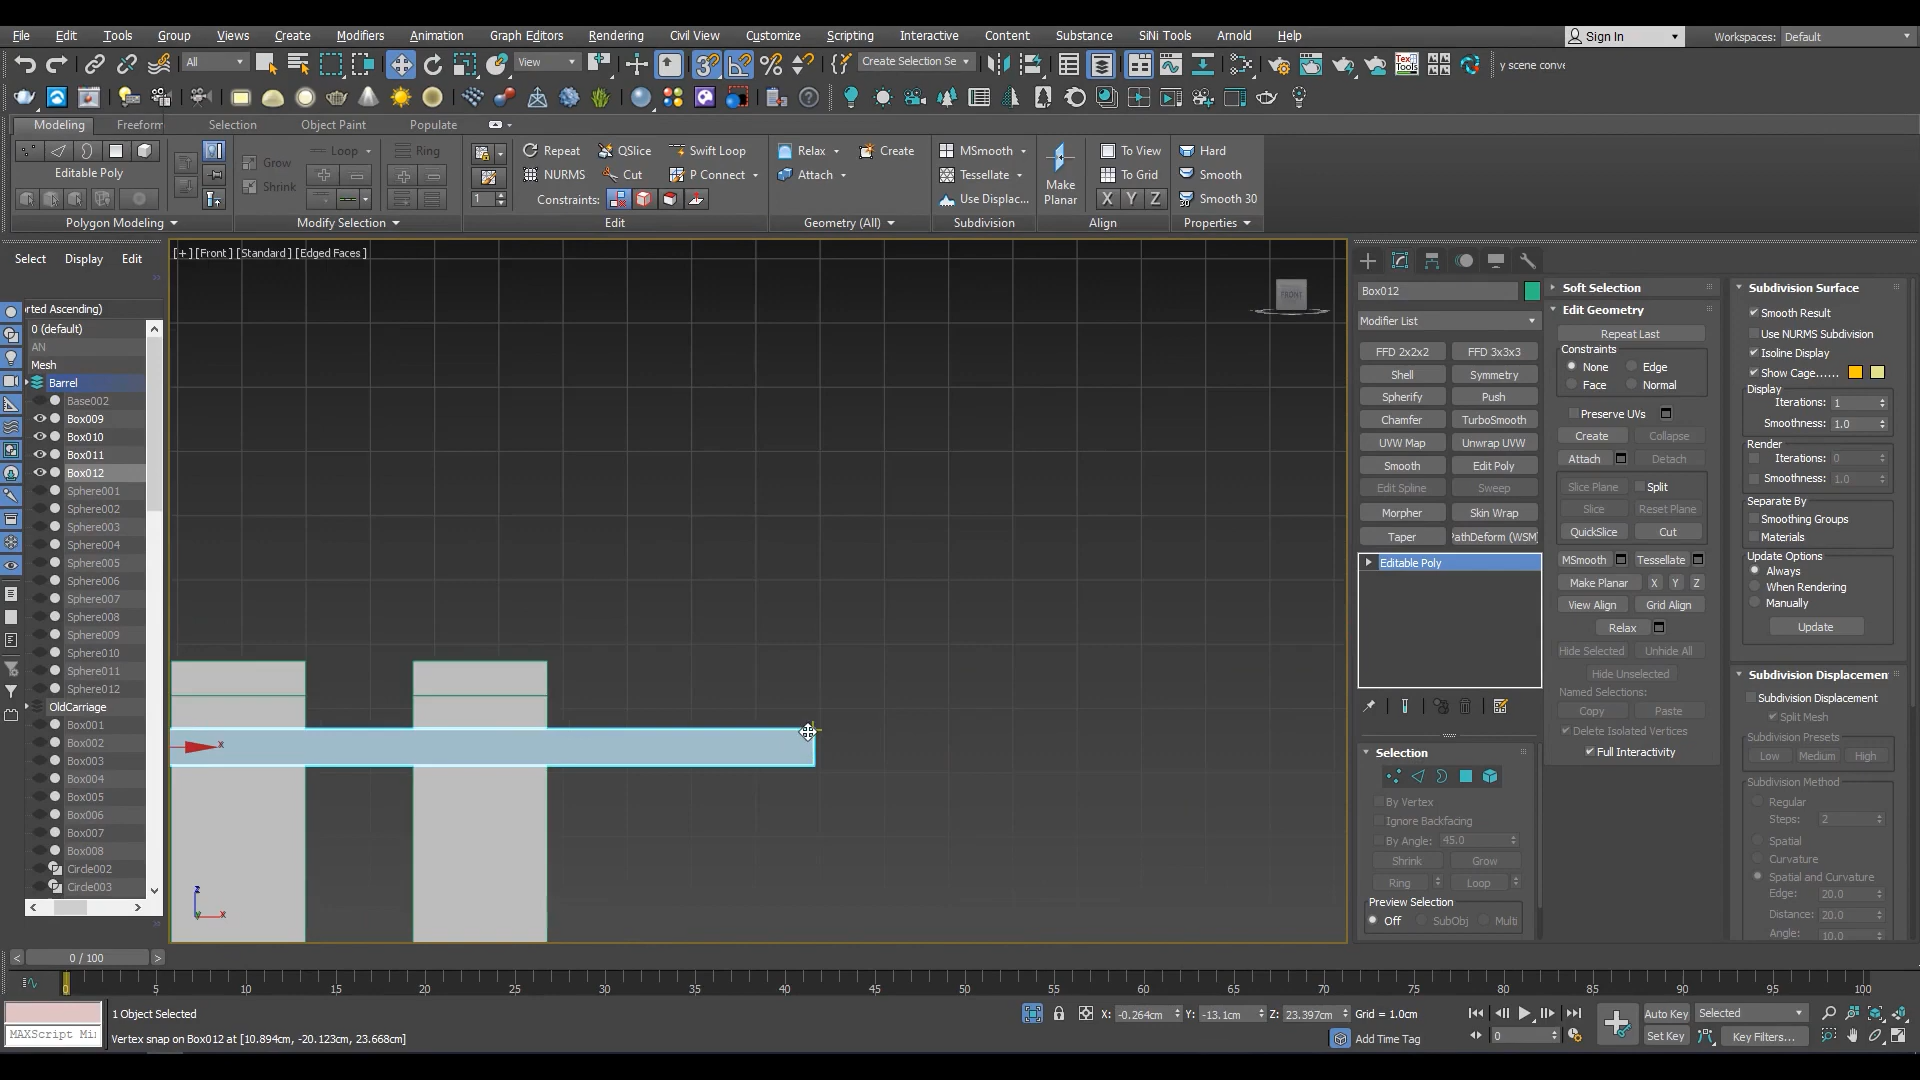 File Edit Tools Group Views Create Modifiers Animation Graph Editors Rendering Civil View Customize Scripting Interactive Content Substance SiNi Tools Arnold Help Sign In Workspaces: Default
All View Create Selection Se y scene conve
Modeling Freeform Selection Object Paint Populate
Loop Ring Repeat QSlice Swift Loop Relax Create MSmooth To View Hard
Grow
Editable Poly Shrink NURMS Cut P Connect Attach Tessellate Make Planar To Grid Smooth
1 Constraints: Use Displac... X Y Z Smooth 30
Polygon Modeling Modify Selection Edit Geometry (All) Subdivision Align Properties
Select Display Edit
[+] [Front] [Standard] [Edged Faces]
FRONT
rted Ascending)
0 (default)
AN
Mesh
Barrel
Base002
Box009
Box010
Box011
Box012
Sphere001
Sphere002
Sphere003
Sphere004
Sphere005
Sphere006
Sphere007
Sphere008
Sphere009
Sphere010
Sphere011
Sphere012
OldCarriage
Box001
Box002
Box003
Box004
Box005
Box006
Box007
Box008
Circle002
Circle003
x
z
x
Box012
Modifier List
FFD 2x2x2 FFD 3x3x3
Shell Symmetry
Spherify Push
Chamfer TurboSmooth
UVW Map Unwrap UVW
Smooth Edit Poly
Edit Spline Sweep
Morpher Skin Wrap
Taper PathDeform (WSM)
Editable Poly
Selection
By Vertex
Ignore Backfacing
By Angle: 45.0
Shrink Grow
Ring Loop
Preview Selection
Off SubObj Multi
Soft Selection
Edit Geometry
Repeat Last
Constraints
None Edge
Face Normal
Preserve UVs
Create Collapse
Attach Detach
Slice Plane Split
Slice Reset Plane
QuickSlice Cut
MSmooth Tessellate
Make Planar X Y Z
View Align Grid Align
Relax
Hide Selected Unhide All
Hide Unselected
Named Selections:
Copy Paste
Delete Isolated Vertices
Full Interactivity
Subdivision Surface
Smooth Result
Use NURMS Subdivision
Isoline Display
Show Cage......
Display
Iterations: 1
Smoothness: 1.0
Render
Iterations: 0
Smoothness: 1.0
Separate By
Smoothing Groups
Materials
Update Options
Always
When Rendering
Manually
Update
Subdivision Displacemen
Subdivision Displacement
Split Mesh
Subdivision Presets
Low Medium High
Subdivision Method
Regular
Steps: 2
Spatial
Curvature
Spatial and Curvature
Edge: 20.0
Distance: 20.0
Angle: 10.0
< 0 / 100 >
0 5 10 15 20 25 30 35 40 45 50 55 60 65 70 75 80 85 90 95 100
1 Object Selected X: -0.264cm Y: -13.1cm Z: 23.397cm Grid = 1.0cm Auto Key Selected
MAXScript Mi Vertex snap on Box012 at [10.894cm, -20.123cm, 23.668cm] Add Time Tag 0 Set Key Key Filters...